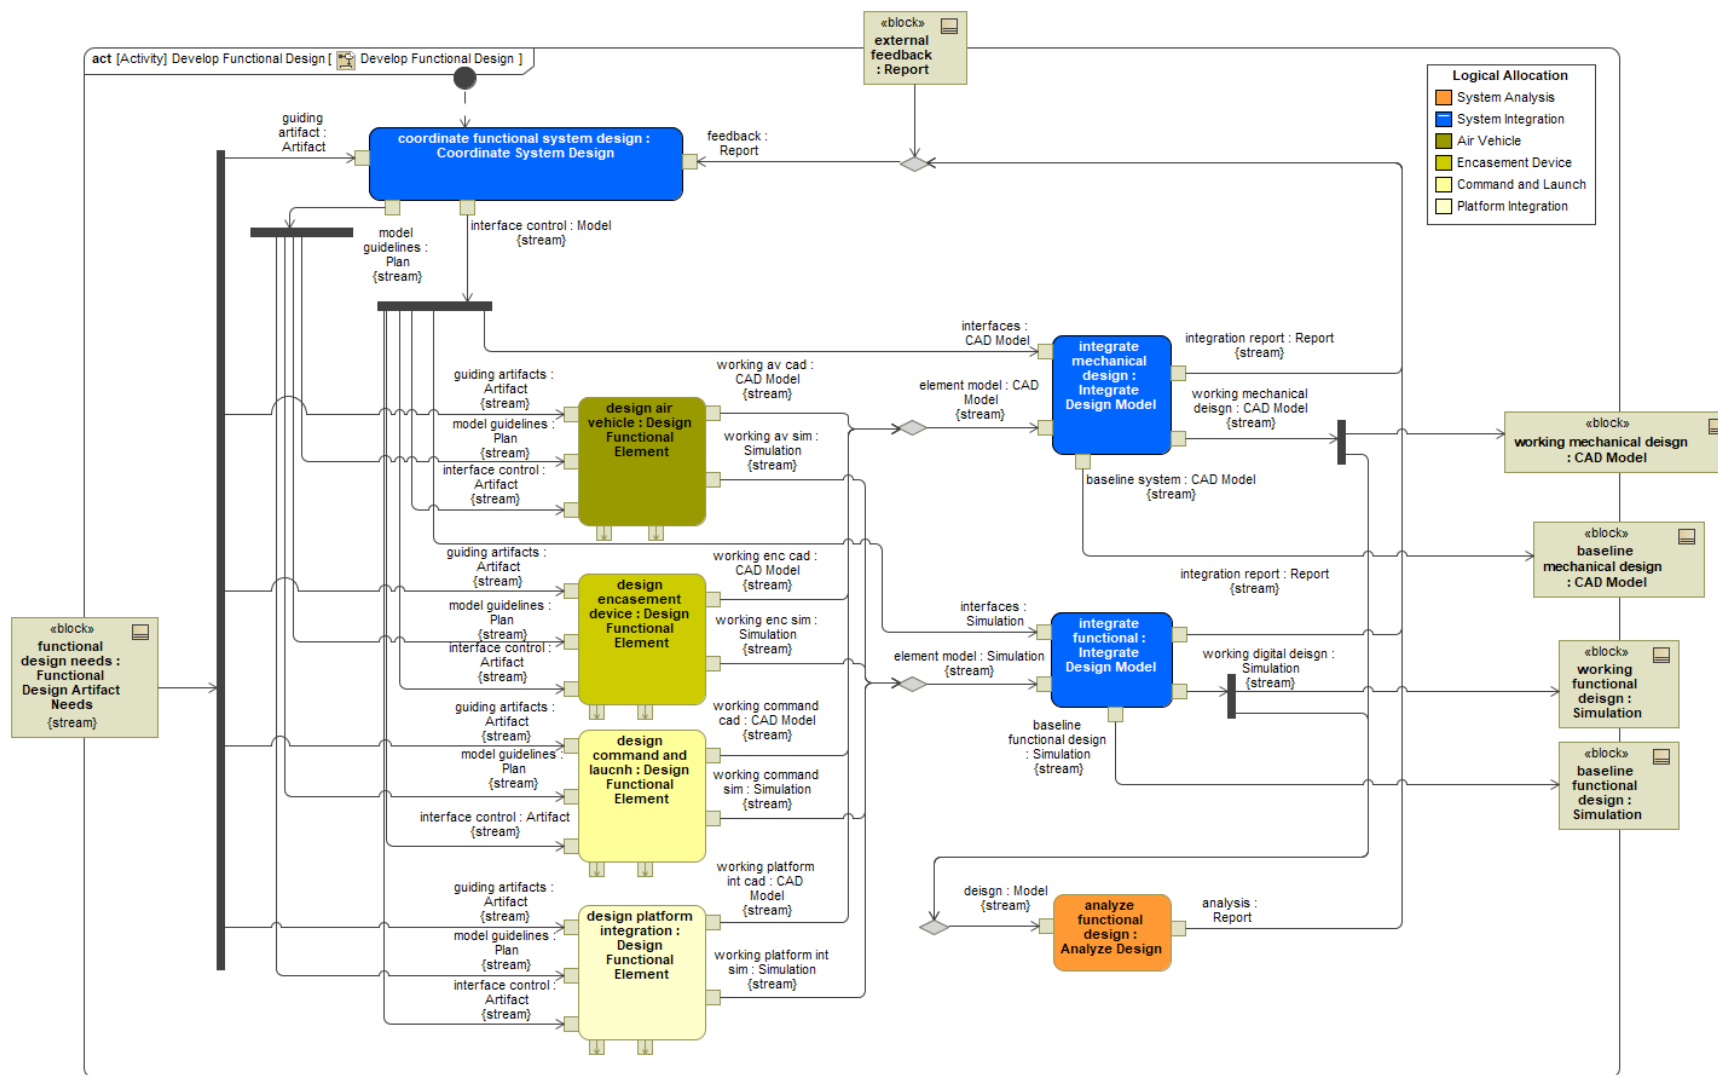 «block»
external
feedback
: Report
act [Activity] Develop Functional Design [ Develop Functional Design ]
Logical Allocation
System Analysis
System Integration
Air Vehicle
Encasement Device
Command and Launch
Platform Integration
guiding
artifact :
Artifact
coordinate functional system design :
Coordinate System Design
feedback :
Report
model
guidelines :
Plan
{stream}
interface control : Model
{stream}
interfaces :
CAD Model
integrate
mechanical
design :
Integrate
Design Model
integration report : Report
{stream}
working mechanical
deisgn : CAD Model
{stream}
element model : CAD
Model
{stream}
baseline system : CAD Model
{stream}
guiding artifacts :
Artifact
{stream}
model guidelines :
Plan
{stream}
interface control :
Artifact
{stream}
design air
vehicle : Design
Functional
Element
working av cad :
CAD Model
{stream}
working av sim :
Simulation
{stream}
«block»
working mechanical deisgn
: CAD Model
«block»
baseline
mechanical design
: CAD Model
guiding artifacts :
Artifact
{stream}
model guidelines :
Plan
{stream}
interface control :
Artifact
{stream}
design
encasement
device : Design
Functional
Element
working enc cad :
CAD Model
{stream}
working enc sim :
Simulation
{stream}
interfaces :
Simulation
element model : Simulation
{stream}
integrate
functional :
Integrate
Design Model
integration report : Report
{stream}
working digital deisgn :
Simulation
{stream}
baseline
functional design
: Simulation
{stream}
«block»
functional
design needs :
Functional
Design Artifact
Needs
{stream}
«block»
working
functional
deisgn :
Simulation
«block»
baseline
functional
design :
Simulation
guiding artifacts :
Artifact
{stream}
model guidelines :
Plan
{stream}
interface control : Artifact
{stream}
design
command and
laucnh : Design
Functional
Element
working command
cad : CAD Model
{stream}
working command
sim : Simulation
{stream}
guiding artifacts :
Artifact
{stream}
model guidelines :
Plan
{stream}
interface control :
Artifact
{stream}
design platform
integration :
Design
Functional
Element
working platform
int cad : CAD
Model
{stream}
working platform int
sim : Simulation
{stream}
deisgn : Model
{stream}
analyze
functional
design :
Analyze Design
analysis :
Report